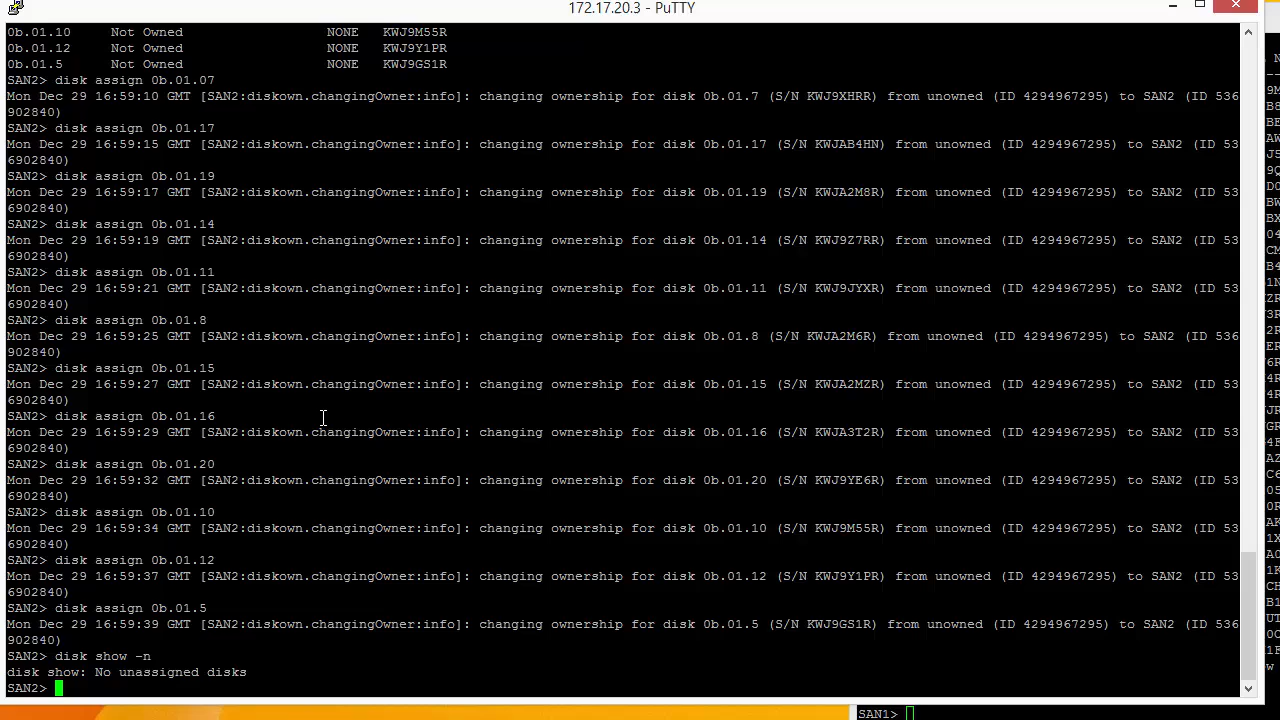 172.17.20.3 - PuTTY
0b.01.10     Not Owned                  NONE   KWJ9M55R
0b.01.12     Not Owned                  NONE   KWJ9Y1PR
0b.01.5      Not Owned                  NONE   KWJ9GS1R
SAN2> disk assign 0b.01.07
Mon Dec 29 16:59:10 GMT [SAN2:diskown.changingOwner:info]: changing ownership for disk 0b.01.7 (S/N KWJ9XHRR) from unowned (ID 4294967295) to SAN2 (ID 536
902840)
SAN2> disk assign 0b.01.17
Mon Dec 29 16:59:15 GMT [SAN2:diskown.changingOwner:info]: changing ownership for disk 0b.01.17 (S/N KWJAB4HN) from unowned (ID 4294967295) to SAN2 (ID 53
6902840)
SAN2> disk assign 0b.01.19
Mon Dec 29 16:59:17 GMT [SAN2:diskown.changingOwner:info]: changing ownership for disk 0b.01.19 (S/N KWJA2M8R) from unowned (ID 4294967295) to SAN2 (ID 53
6902840)
SAN2> disk assign 0b.01.14
Mon Dec 29 16:59:19 GMT [SAN2:diskown.changingOwner:info]: changing ownership for disk 0b.01.14 (S/N KWJ9Z7RR) from unowned (ID 4294967295) to SAN2 (ID 53
6902840)
SAN2> disk assign 0b.01.11
Mon Dec 29 16:59:21 GMT [SAN2:diskown.changingOwner:info]: changing ownership for disk 0b.01.11 (S/N KWJ9JYXR) from unowned (ID 4294967295) to SAN2 (ID 53
6902840)
SAN2> disk assign 0b.01.8
Mon Dec 29 16:59:25 GMT [SAN2:diskown.changingOwner:info]: changing ownership for disk 0b.01.8 (S/N KWJA2M6R) from unowned (ID 4294967295) to SAN2 (ID 536
902840)
SAN2> disk assign 0b.01.15
Mon Dec 29 16:59:27 GMT [SAN2:diskown.changingOwner:info]: changing ownership for disk 0b.01.15 (S/N KWJA2MZR) from unowned (ID 4294967295) to SAN2 (ID 53
6902840)
SAN2> disk assign 0b.01.16
Mon Dec 29 16:59:29 GMT [SAN2:diskown.changingOwner:info]: changing ownership for disk 0b.01.16 (S/N KWJA3T2R) from unowned (ID 4294967295) to SAN2 (ID 53
6902840)
SAN2> disk assign 0b.01.20
Mon Dec 29 16:59:32 GMT [SAN2:diskown.changingOwner:info]: changing ownership for disk 0b.01.20 (S/N KWJ9YE6R) from unowned (ID 4294967295) to SAN2 (ID 53
6902840)
SAN2> disk assign 0b.01.10
Mon Dec 29 16:59:34 GMT [SAN2:diskown.changingOwner:info]: changing ownership for disk 0b.01.10 (S/N KWJ9M55R) from unowned (ID 4294967295) to SAN2 (ID 53
6902840)
SAN2> disk assign 0b.01.12
Mon Dec 29 16:59:37 GMT [SAN2:diskown.changingOwner:info]: changing ownership for disk 0b.01.12 (S/N KWJ9Y1PR) from unowned (ID 4294967295) to SAN2 (ID 53
6902840)
SAN2> disk assign 0b.01.5
Mon Dec 29 16:59:39 GMT [SAN2:diskown.changingOwner:info]: changing ownership for disk 0b.01.5 (S/N KWJ9GS1R) from unowned (ID 4294967295) to SAN2 (ID 536
902840)
SAN2> disk show -n
disk show: No unassigned disks
SAN2>
SAN1>